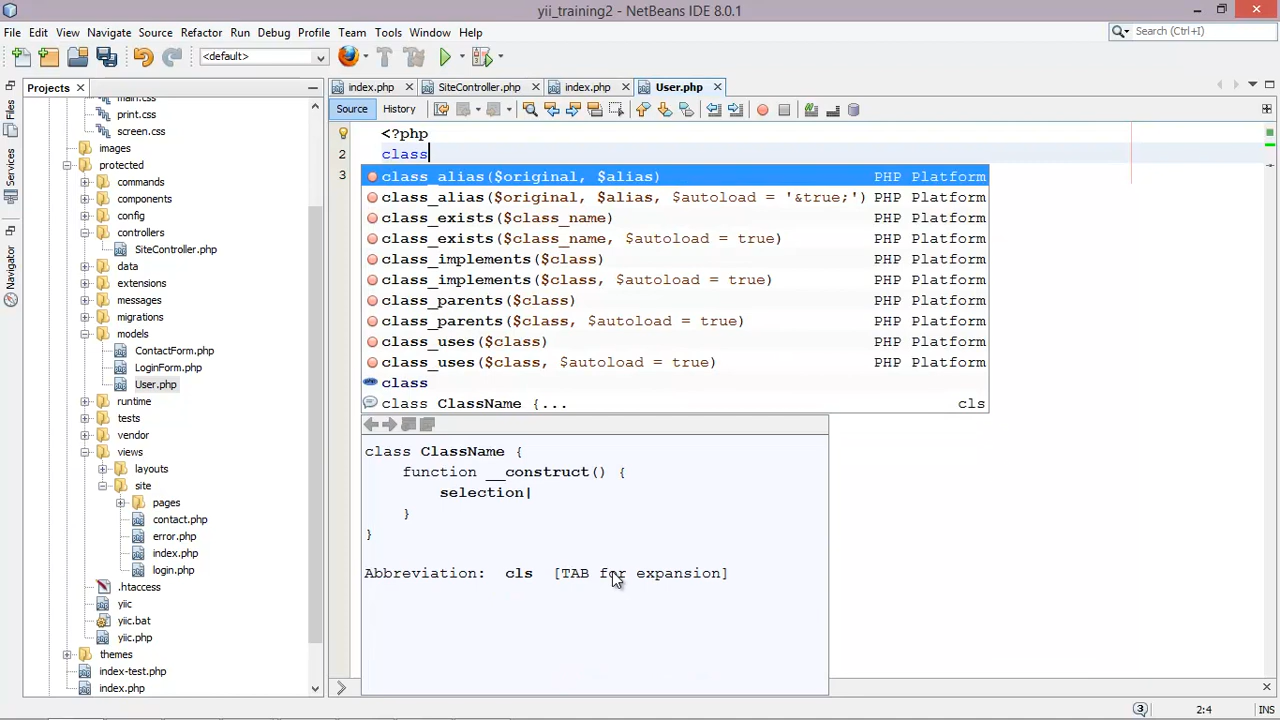 yii_training2 - NetBeans IDE 8.0.1
File Edit View Navigate Source Refactor Run Debug Profile Team Tools Window Help
Search (Ctrl+I)
<default>
Projects
index.php
SiteController.php
index.php
User.php
Files
Services
Navigator
main.css
print.css
screen.css
images
protected
commands
components
config
controllers
SiteController.php
data
extensions
messages
migrations
models
ContactForm.php
LoginForm.php
User.php
runtime
tests
vendor
views
layouts
site
pages
contact.php
error.php
index.php
login.php
.htaccess
yiic
yiic.bat
yiic.php
themes
index-test.php
index.php
Source History
<?php
2 class
3
class_alias($original, $alias) PHP Platform
class_alias($original, $alias, $autoload = '&true;') PHP Platform
class_exists($class_name) PHP Platform
class_exists($class_name, $autoload = true) PHP Platform
class_implements($class) PHP Platform
class_implements($class, $autoload = true) PHP Platform
class_parents($class) PHP Platform
class_parents($class, $autoload = true) PHP Platform
class_uses($class) PHP Platform
class_uses($class, $autoload = true) PHP Platform
class
class ClassName {... cls
class ClassName {
function __construct() {
selection|
}
}
Abbreviation: cls [TAB for expansion]
3 2:4 INS